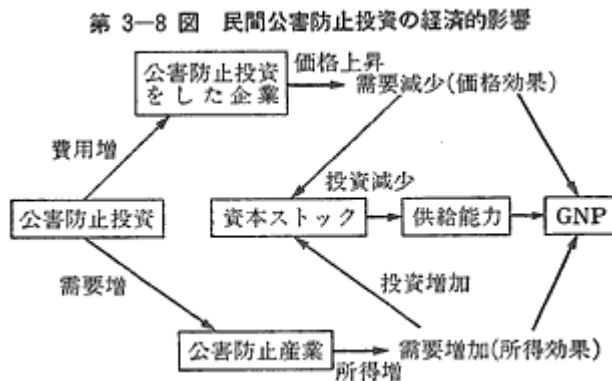 第 3―8 図 民間公害防止投資の経済的影響
公害防止投資
をした企業
価格上昇
需要減少(価格効果)
費用増
投資減少
公害防止投資
資本ストック
供給能力
GNP
需要増
投資増加
公害防止産業
所得増
需要増加(所得効果)